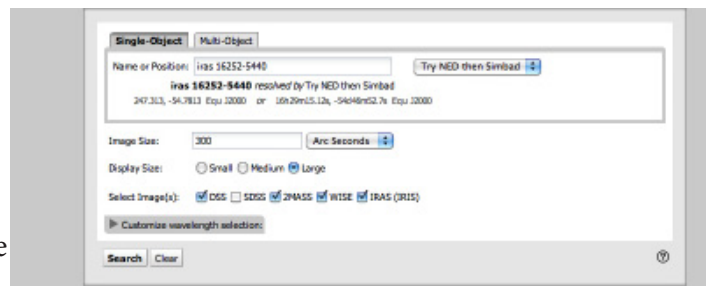 Single-Object Multi-Object
Name or Position: iras 16252-5440 Try NED then Simbad
iras 16252-5440 resolved by Try NED then Simbad
247.313, -54.7813 Equ J2000 or 16h29m15.12s, -54d46m52.7s Equ J2000
Image Size: 300 Arc Seconds
Display Size: Small Medium Large
Select Image(s): DSS SDSS 2MASS WISE IRAS (IRIS)
Customize wavelength selection:
e
Search Clear ?